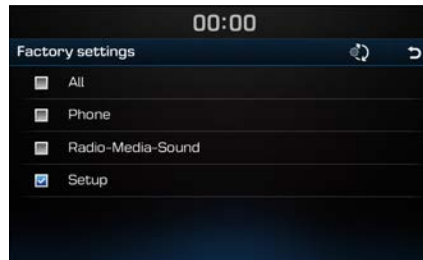 00:00
Factory settings
All
Phone
Radio-Media-Sound
Setup